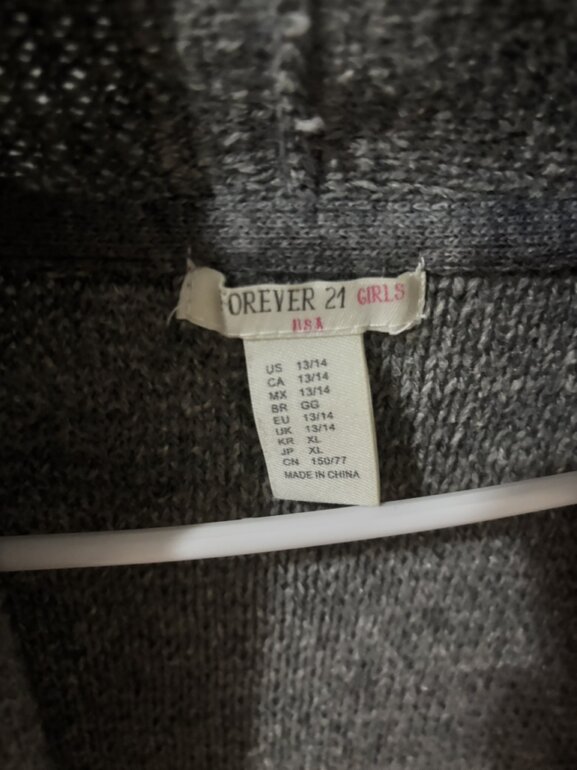 FOREVER 21 GIRLS
USA
US 13/14
CA 13/14
MX 13/14
BR GG
EU 13/14
UK 13/14
KR XL
JP XL
CN 150/77
MADE IN CHINA